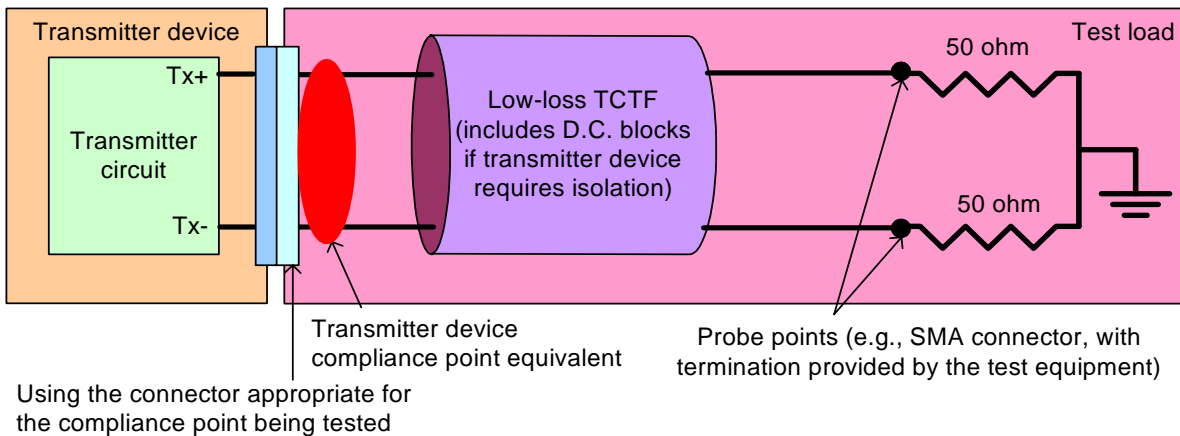 Transmitter device
Test load
Tx+
Transmitter
circuit
Tx-
Low-loss TCTF
(includes D.C. blocks
if transmitter device
requires isolation)
50 ohm
50 ohm
Transmitter device
compliance point equivalent
Probe points (e.g., SMA connector, with
termination provided by the test equipment)
Using the connector appropriate for
the compliance point being tested